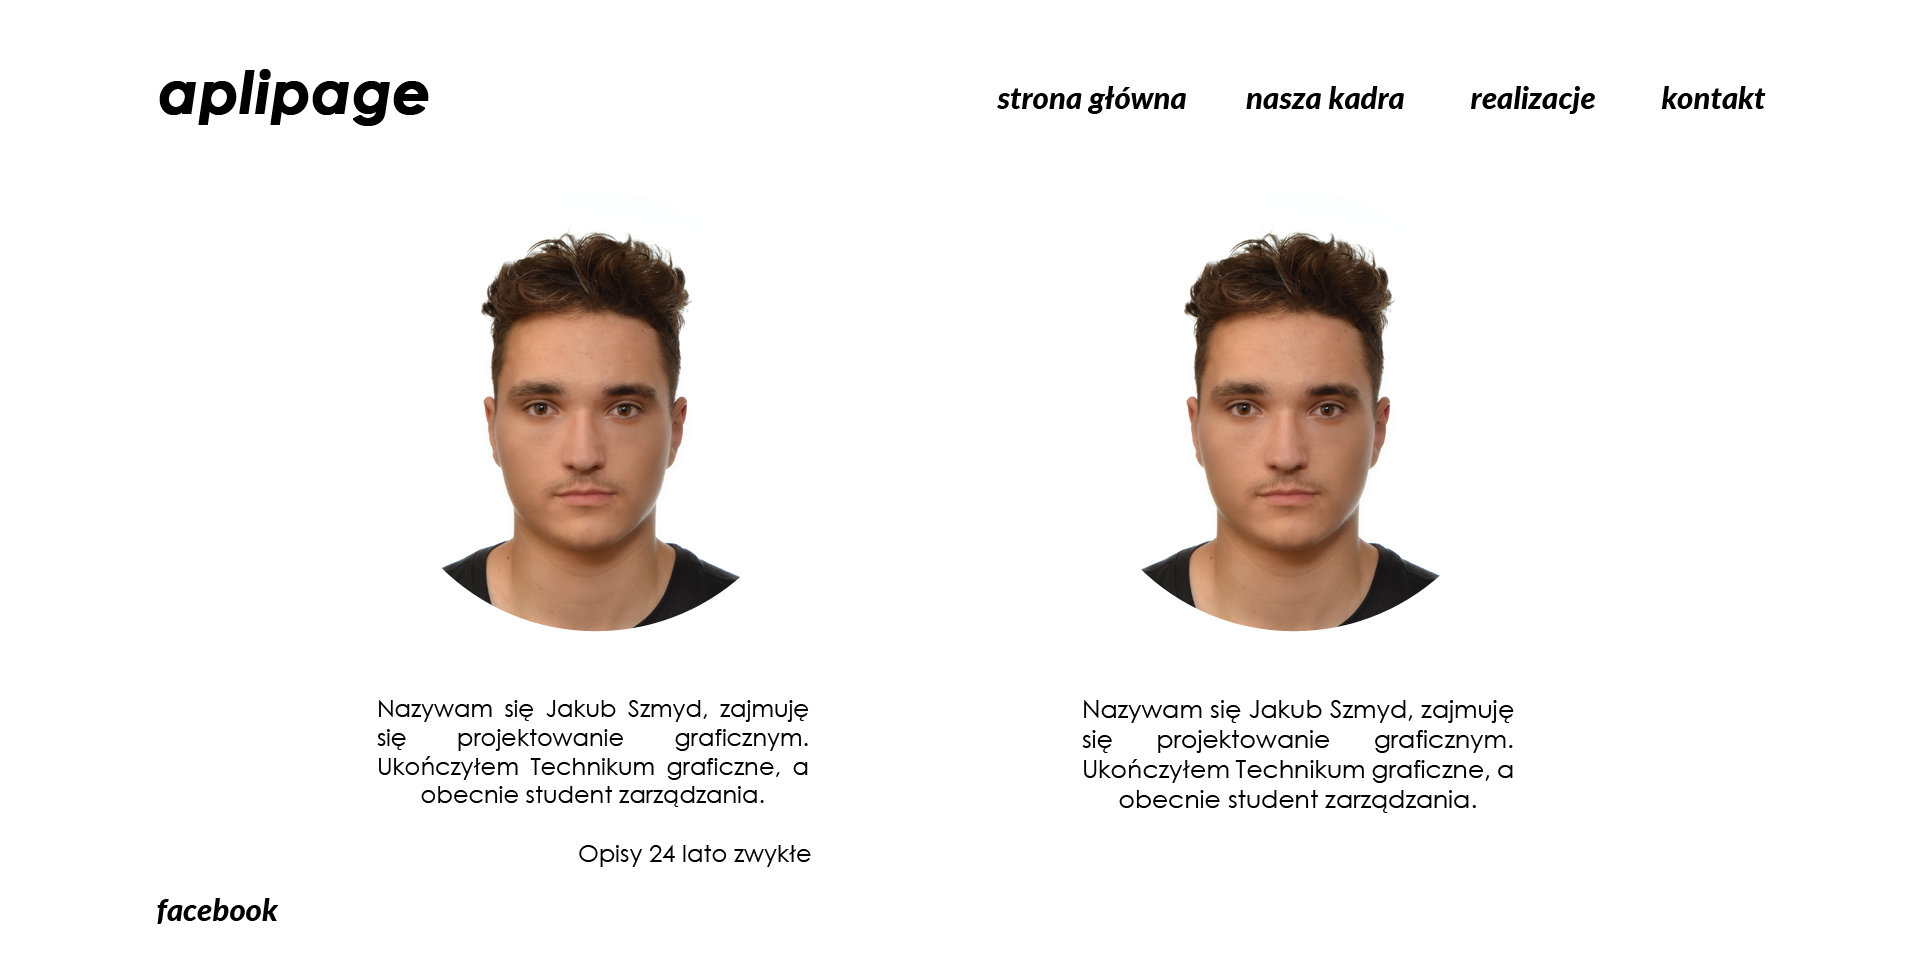 aplipage
strona główna nasza kadra realizacje kontakt
Nazywam się Jakub Szmyd, zajmuję
się projektowanie graficznym.
Ukończyłem Technikum graficzne, a
obecnie student zarządzania.
Opisy 24 lato zwykłe
Nazywam się Jakub Szmyd, zajmuję
się projektowanie graficznym.
Ukończyłem Technikum graficzne, a
obecnie student zarządzania.
facebook